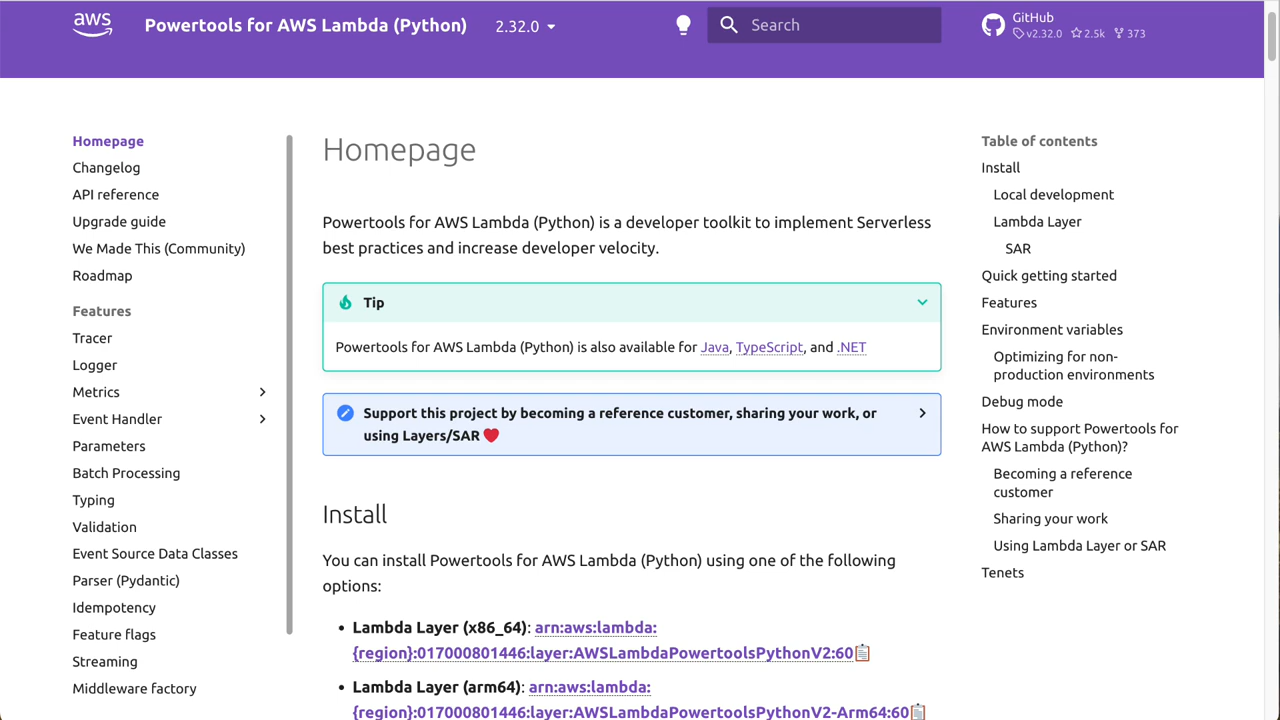 aws
Powertools for AWS Lambda (Python)
2.32.0
Search
GitHub
v2.32.0 2.5k 373
Homepage
Changelog
API reference
Upgrade guide
We Made This (Community)
Roadmap
Features
Tracer
Logger
Metrics
Event Handler
Parameters
Batch Processing
Typing
Validation
Event Source Data Classes
Parser (Pydantic)
Idempotency
Feature flags
Streaming
Middleware factory
Homepage
Powertools for AWS Lambda (Python) is a developer toolkit to implement Serverless
best practices and increase developer velocity.
Tip
Powertools for AWS Lambda (Python) is also available for Java, TypeScript, and .NET
Support this project by becoming a reference customer, sharing your work, or
using Layers/SAR ❤️
Install
You can install Powertools for AWS Lambda (Python) using one of the following
options:
• Lambda Layer (x86_64): arn:aws:lambda:
{region}:017000801446:layer:AWSLambdaPowertoolsPythonV2:60📋
• Lambda Layer (arm64): arn:aws:lambda:
{region}:017000801446:layer:AWSLambdaPowertoolsPythonV2-Arm64:60📋
Table of contents
Install
Local development
Lambda Layer
SAR
Quick getting started
Features
Environment variables
Optimizing for non-
production environments
Debug mode
How to support Powertools for
AWS Lambda (Python)?
Becoming a reference
customer
Sharing your work
Using Lambda Layer or SAR
Tenets